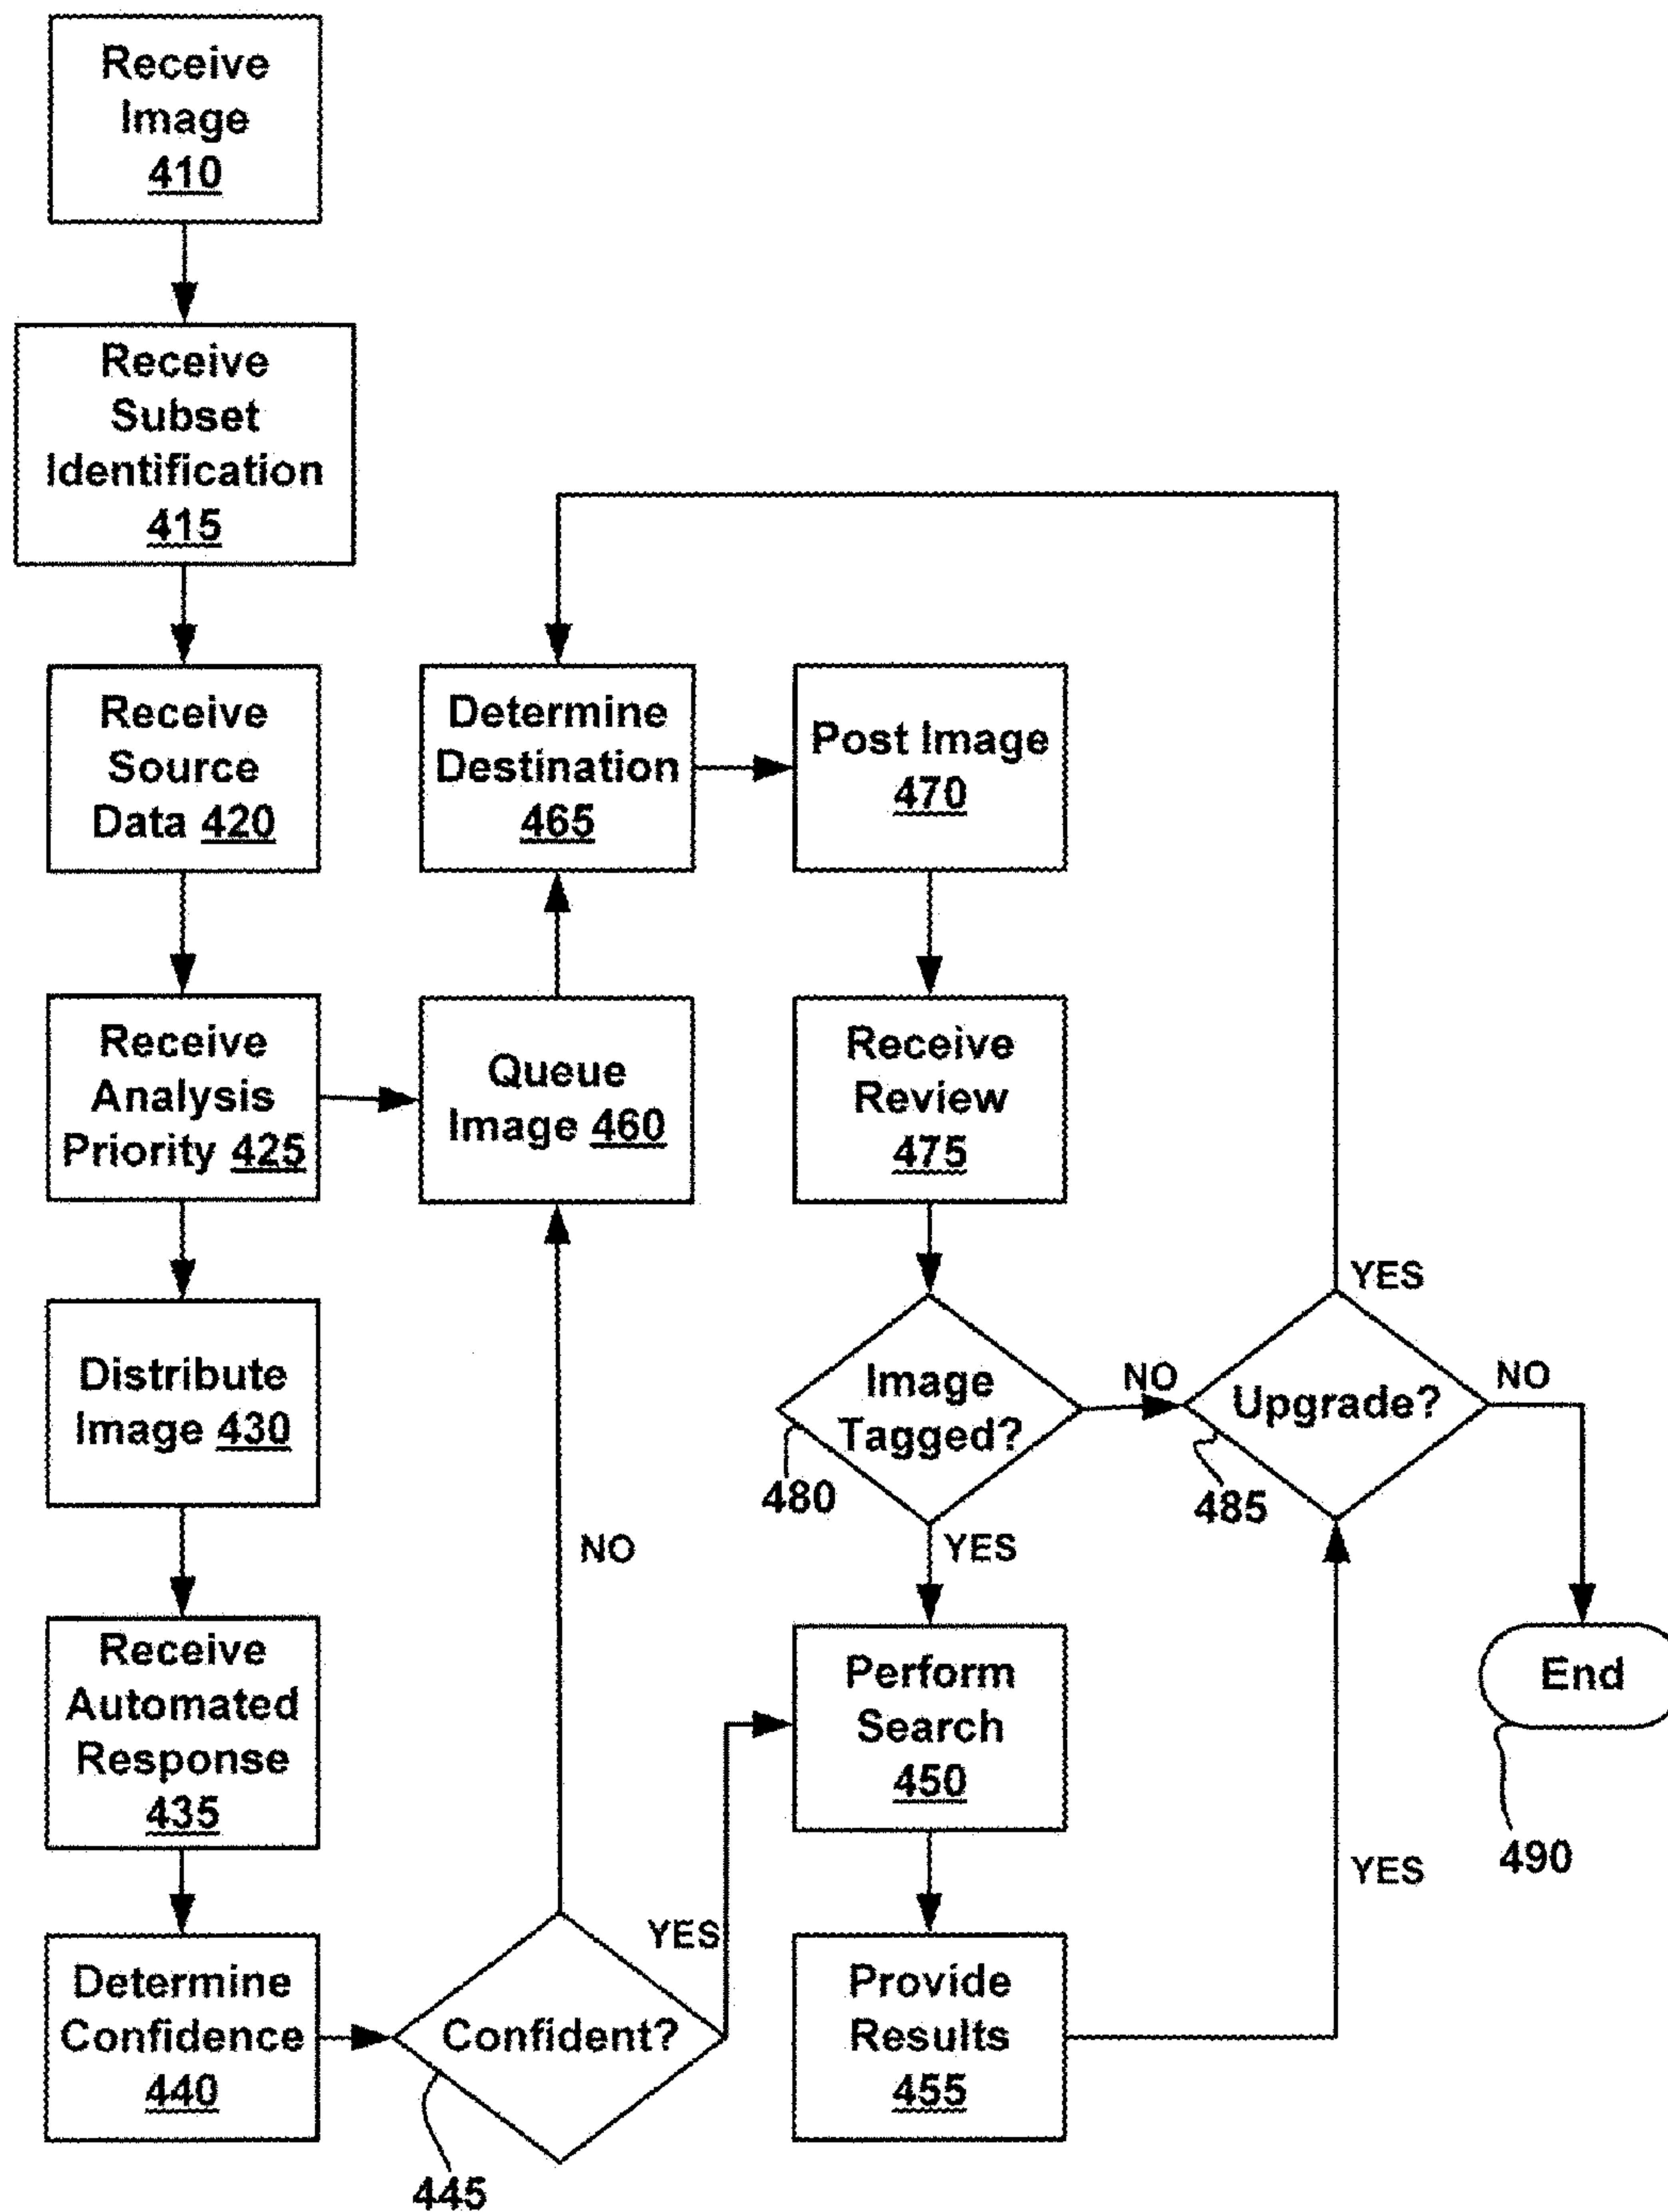 Receive
Image
410
Receive
Subset
Identification
415
Receive
Source
Data 420
Receive
Analysis
Priority 425
Distribute
Image 430
Receive
Automated
Response
435
Determine
Confidence
440
Confident?
445
NO
YES
Queue
Image 460
Determine
Destination
465
Post Image
470
Receive
Review
475
Image
Tagged?
480
NO
YES
Perform
Search
450
Provide
Results
455
YES
Upgrade?
485
YES
NO
End
490